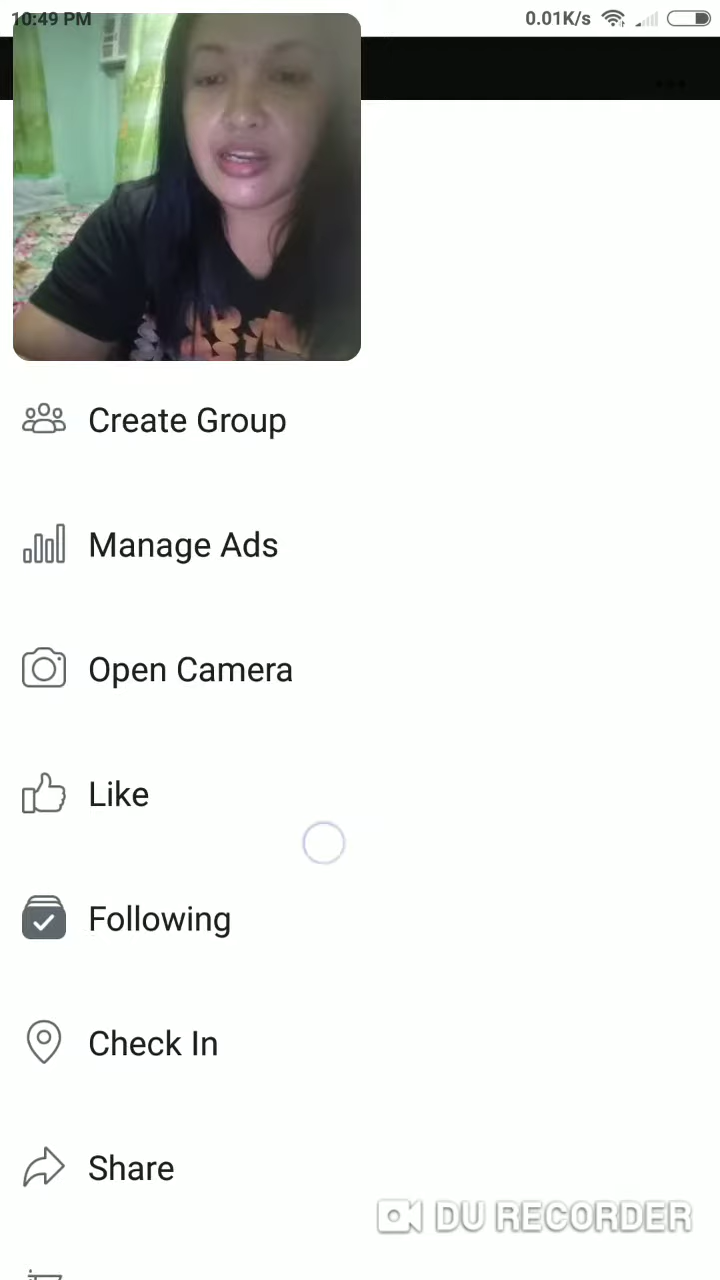 10:49 PM
0.01K/s
Create Group
Manage Ads
Open Camera
Like
Following
Check In
Share
DU RECORDER